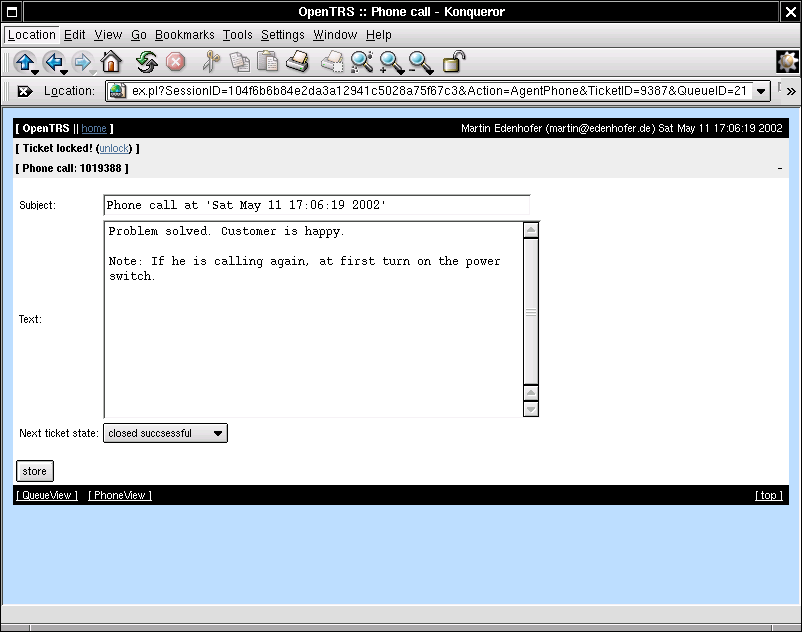 OpenTRS :: Phone call - Konqueror
Location Edit View Go Bookmarks Tools Settings Window Help
Location: ex.pl?SessionID=104f6b6b84e2da3a12941c5028a75f67c3&Action=AgentPhone&TicketID=9387&QueueID=21 »
[ OpenTRS || home ] Martin Edenhofer (martin@edenhofer.de) Sat May 11 17:06:19 2002
[ Ticket locked! (unlock) ]
[ Phone call: 1019388 ] -
Subject: Phone call at 'Sat May 11 17:06:19 2002'
Problem solved. Customer is happy.
Note: If he is calling again, at first turn on the power
switch.
Text:
Next ticket state: closed succsessful
store
[ QueueView ] [ PhoneView ] [ top ]